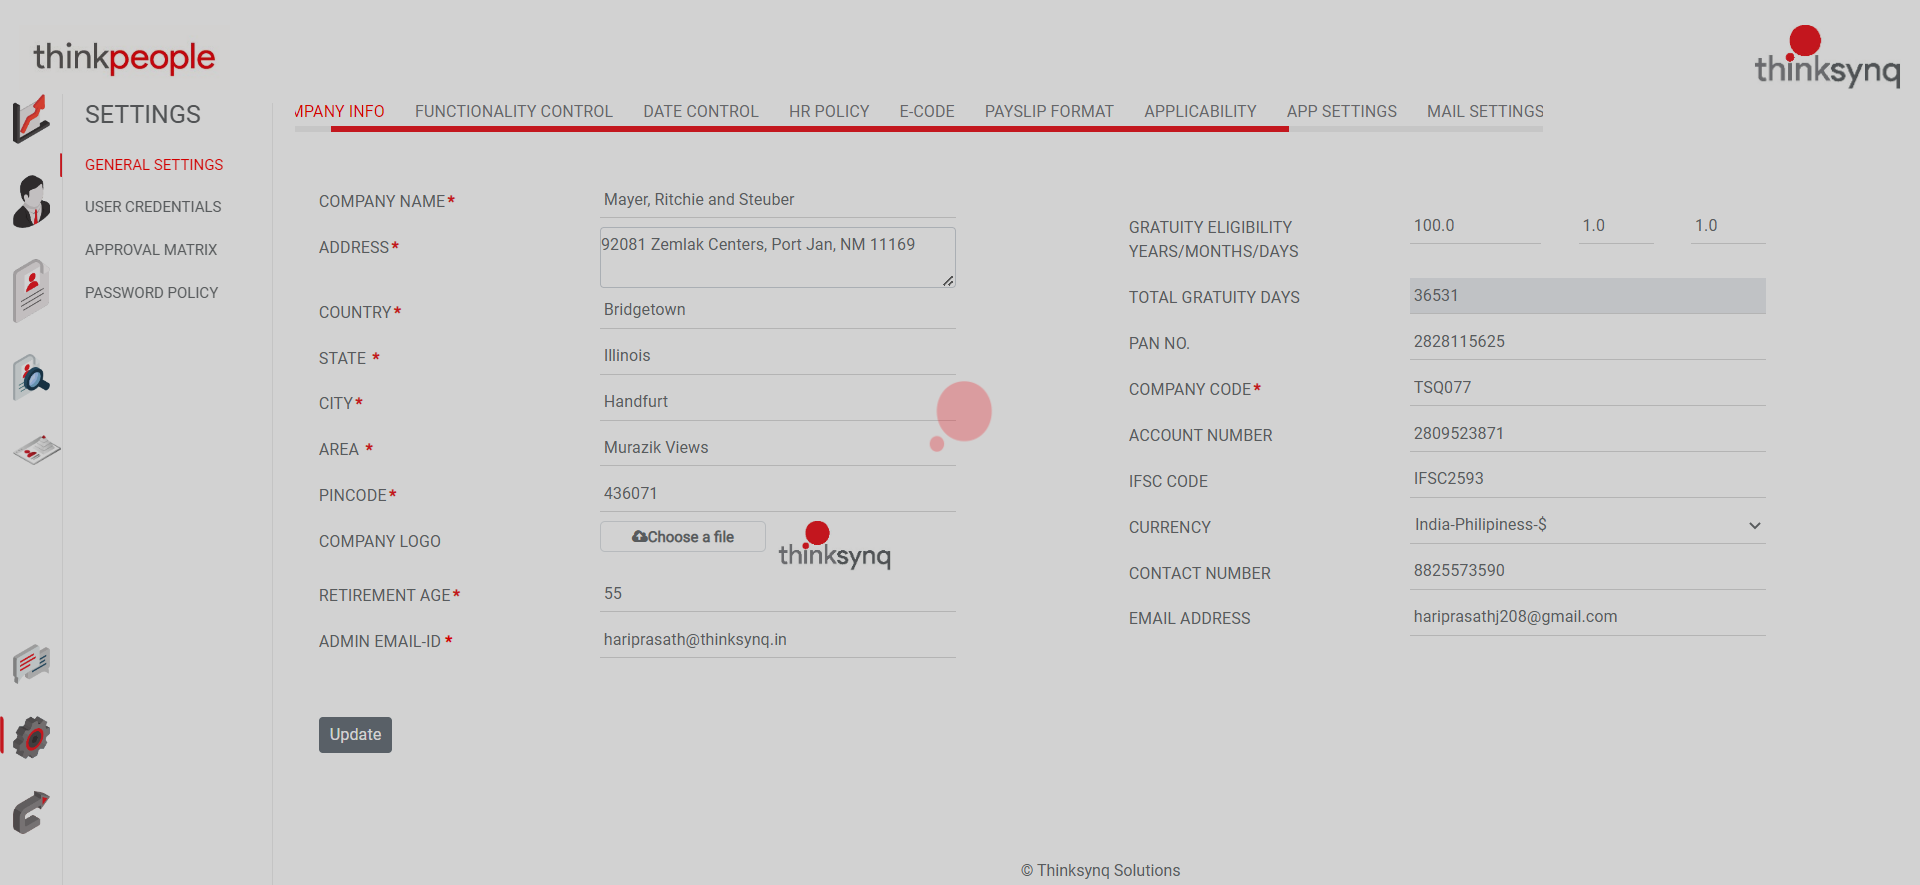 thinkpeople
thinksynq
SETTINGS
GENERAL SETTINGS
USER CREDENTIALS
APPROVAL MATRIX
PASSWORD POLICY
MPANY INFO FUNCTIONALITY CONTROL DATE CONTROL HR POLICY E-CODE PAYSLIP FORMAT APPLICABILITY APP SETTINGS MAIL SETTINGS
COMPANY NAME* Mayer, Ritchie and Steuber
ADDRESS* 92081 Zemlak Centers, Port Jan, NM 11169
COUNTRY* Bridgetown
STATE * Illinois
CITY* Handfurt
AREA * Murazik Views
PINCODE* 436071
COMPANY LOGO Choose a file thinksynq
RETIREMENT AGE* 55
ADMIN EMAIL-ID * hariprasath@thinksynq.in
GRATUITY ELIGIBILITY
YEARS/MONTHS/DAYS 100.0 1.0 1.0
TOTAL GRATUITY DAYS 36531
PAN NO. 2828115625
COMPANY CODE* TSQ077
ACCOUNT NUMBER 2809523871
IFSC CODE IFSC2593
CURRENCY India-Philipiness-$
CONTACT NUMBER 8825573590
EMAIL ADDRESS hariprasathj208@gmail.com
Update
© Thinksynq Solutions